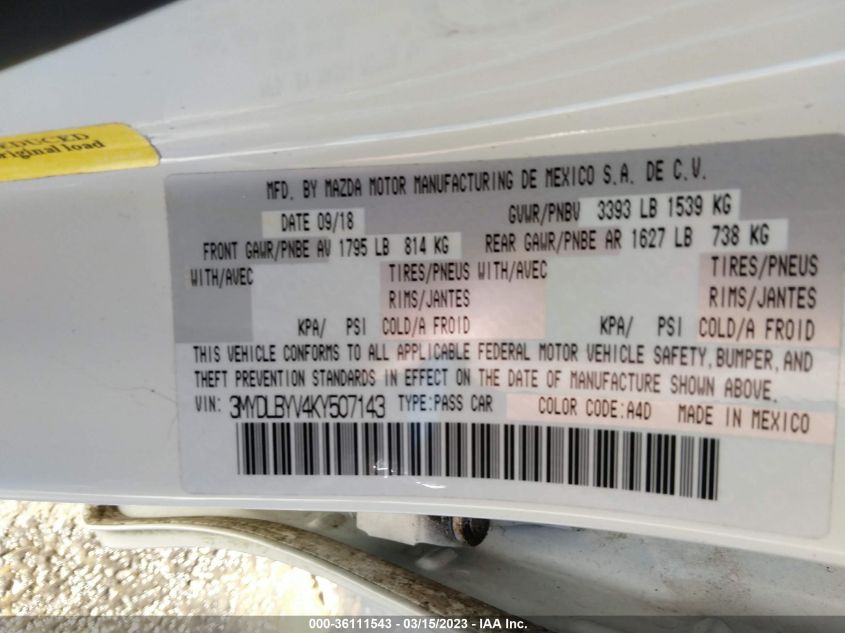 EDUCED
original load
MFD. BY MAZDA MOTOR MANUFACTURING DE MEXICO S.A. DE C.V.
DATE 09/18 GVWR/PNBV 3393 LB 1539 KG
FRONT GAWR/PNBE AV 1795 LB 814 KG REAR GAWR/PNBE AR 1627 LB 738 KG
WITH/AVEC TIRES/PNEUS WITH/AVEC TIRES/PNEUS
RIMS/JANTES RIMS/JANTES
KPA/ PSI COLD/A FROID KPA/ PSI COLD/A FROID
THIS VEHICLE CONFORMS TO ALL APPLICABLE FEDERAL MOTOR VEHICLE SAFETY, BUMPER, AND
THEFT PREVENTION STANDARDS IN EFFECT ON THE DATE OF MANUFACTURE SHOWN ABOVE.
VIN: 3MYDLBYV4KY507143 TYPE:PASS CAR COLOR CODE:A4D MADE IN MEXICO
000-36111543 - 03/15/2023 - IAA Inc.